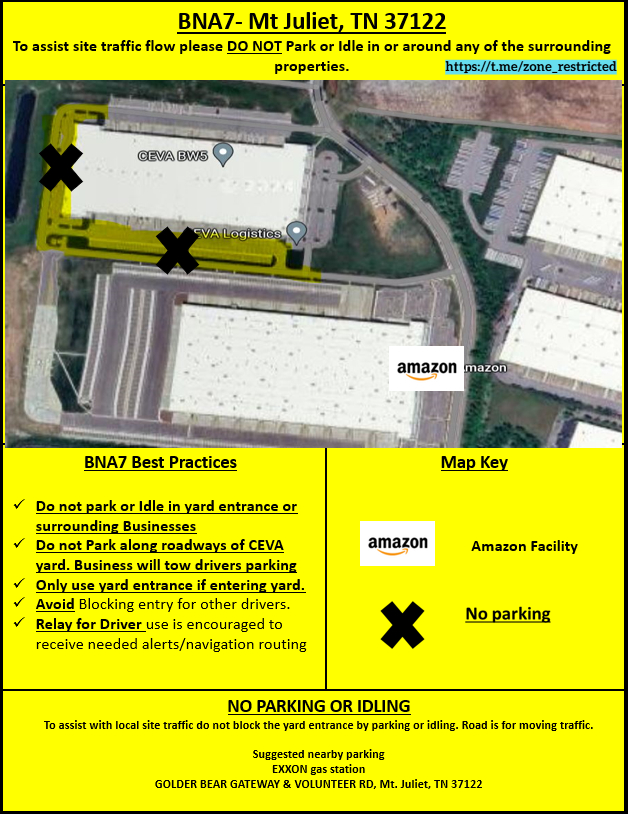 BNA7- Mt Juliet, TN 37122
To assist site traffic flow please DO NOT Park or Idle in or around any of the surrounding
properties.
https://t.me/zone_restricted
CEVA BW5
EVA Logistics
amazon
mazon
BNA7 Best Practices
✓ Do not park or Idle in yard entrance or
surrounding Businesses
✓ Do not Park along roadways of CEVA
yard. Business will tow drivers parking
✓ Only use yard entrance if entering yard.
✓ Avoid Blocking entry for other drivers.
✓ Relay for Driver use is encouraged to
receive needed alerts/navigation routing
Map Key
amazon
Amazon Facility
No parking
NO PARKING OR IDLING
To assist with local site traffic do not block the yard entrance by parking or idling. Road is for moving traffic.
Suggested nearby parking
EXXON gas station
GOLDER BEAR GATEWAY & VOLUNTEER RD, Mt. Juliet, TN 37122